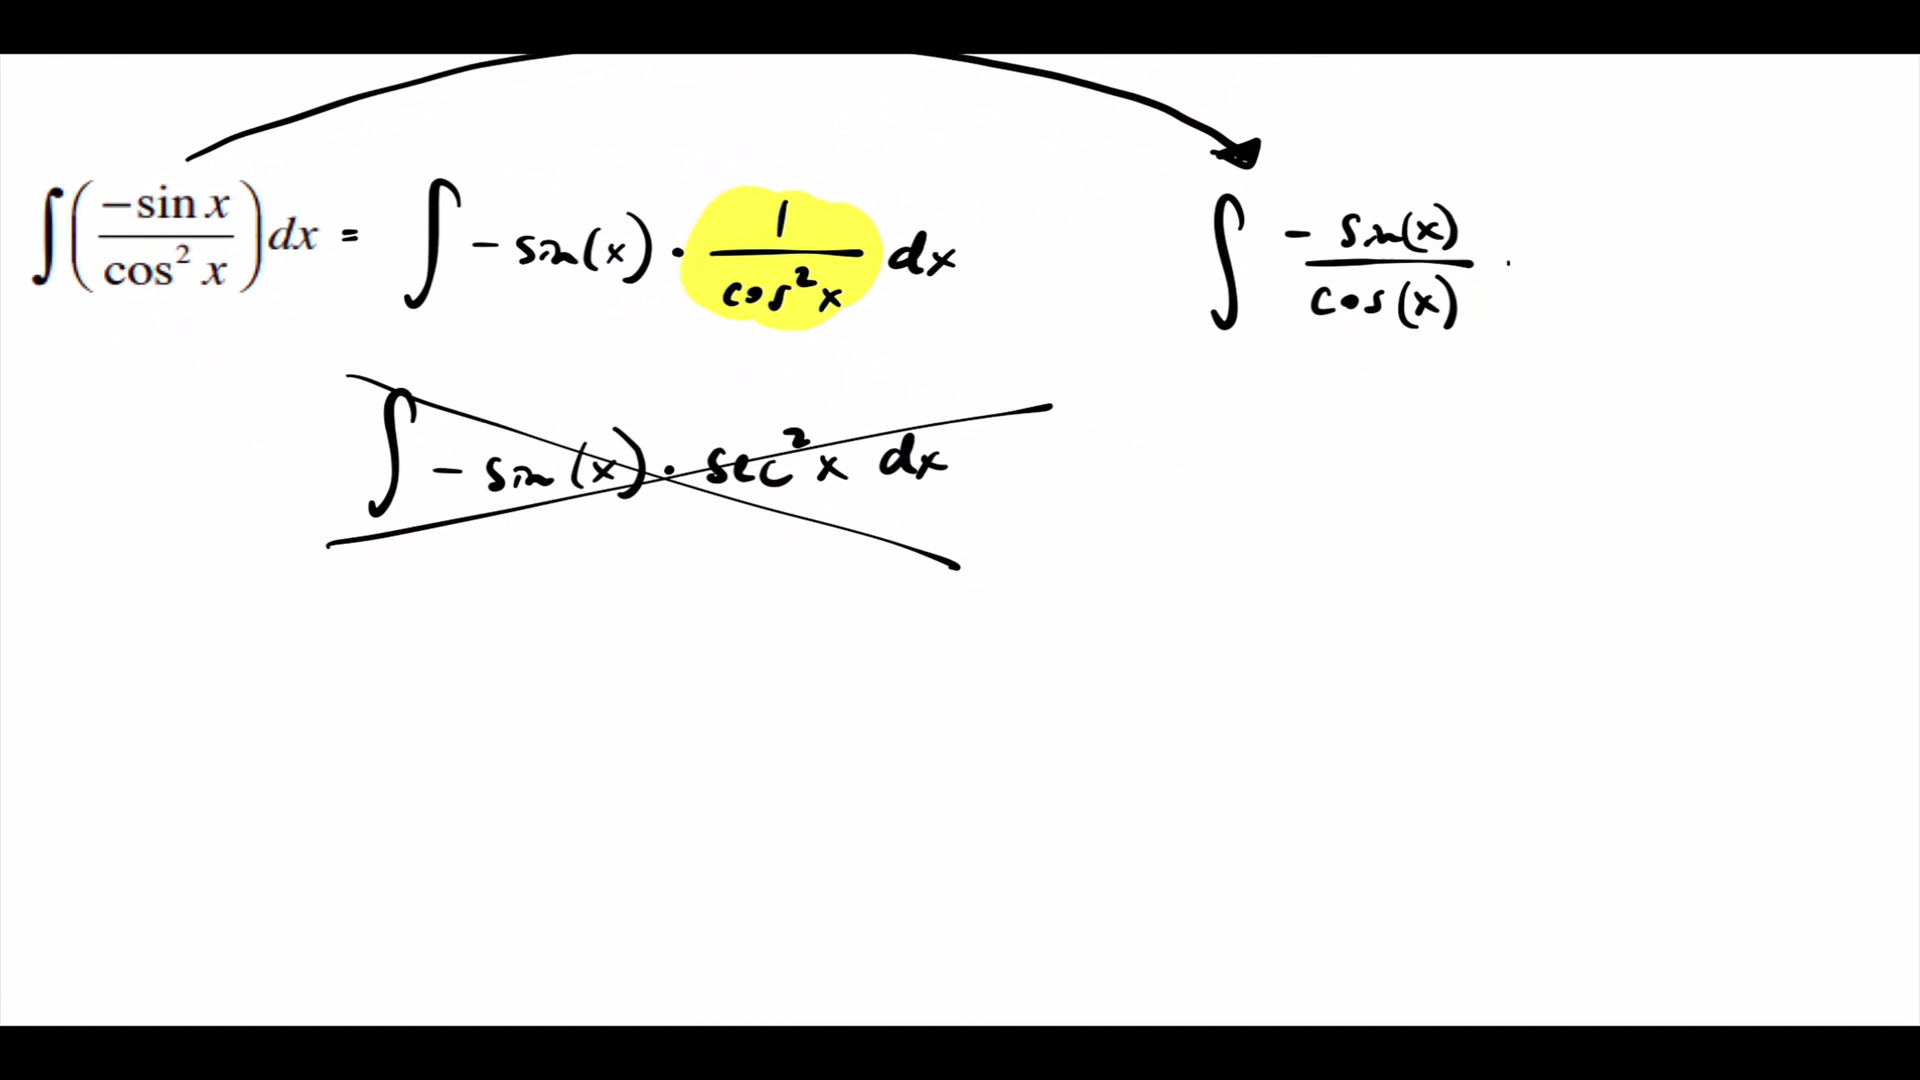 ∫(−sin x / cos² x)dx = ∫ − sin(x) · 1/cos²x dx
∫ − sin(x) / cos(x) ·
∫ − sin(x) · sec²x dx